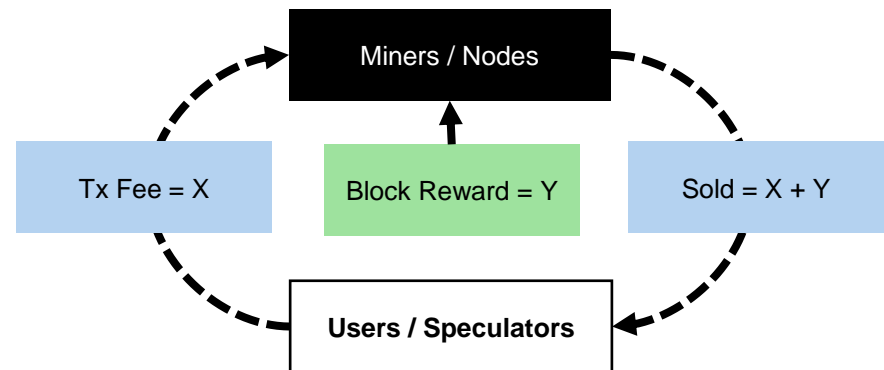 Miners / Nodes
Tx Fee = X
Block Reward = Y
Sold = X + Y
Users / Speculators